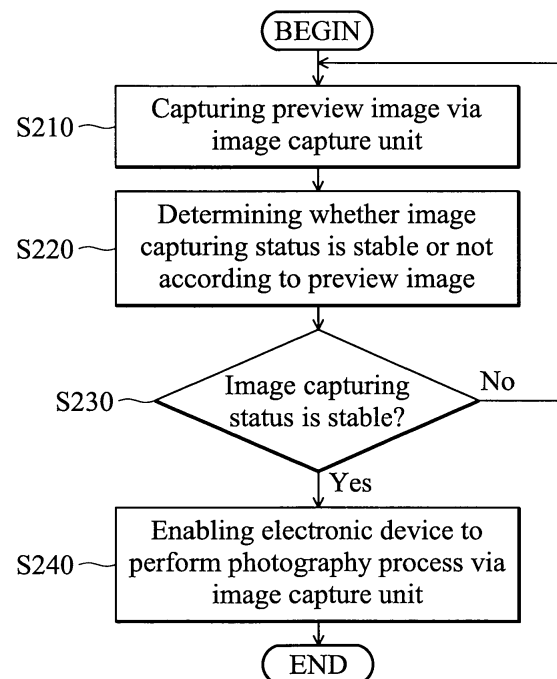 BEGIN
S210
Capturing preview image via
image capture unit
S220
Determining whether image
capturing status is stable or not
according to preview image
S230
Image capturing
status is stable?
No
Yes
S240
Enabling electronic device to
perform photography process via
image capture unit
END